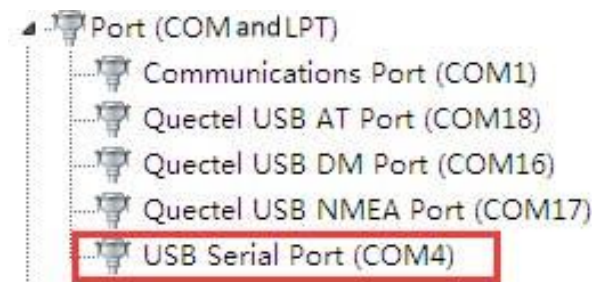 Port (COM and LPT)
Communications Port (COM1)
Quectel USB AT Port (COM18)
Quectel USB DM Port (COM16)
Quectel USB NMEA Port (COM17)
USB Serial Port (COM4)